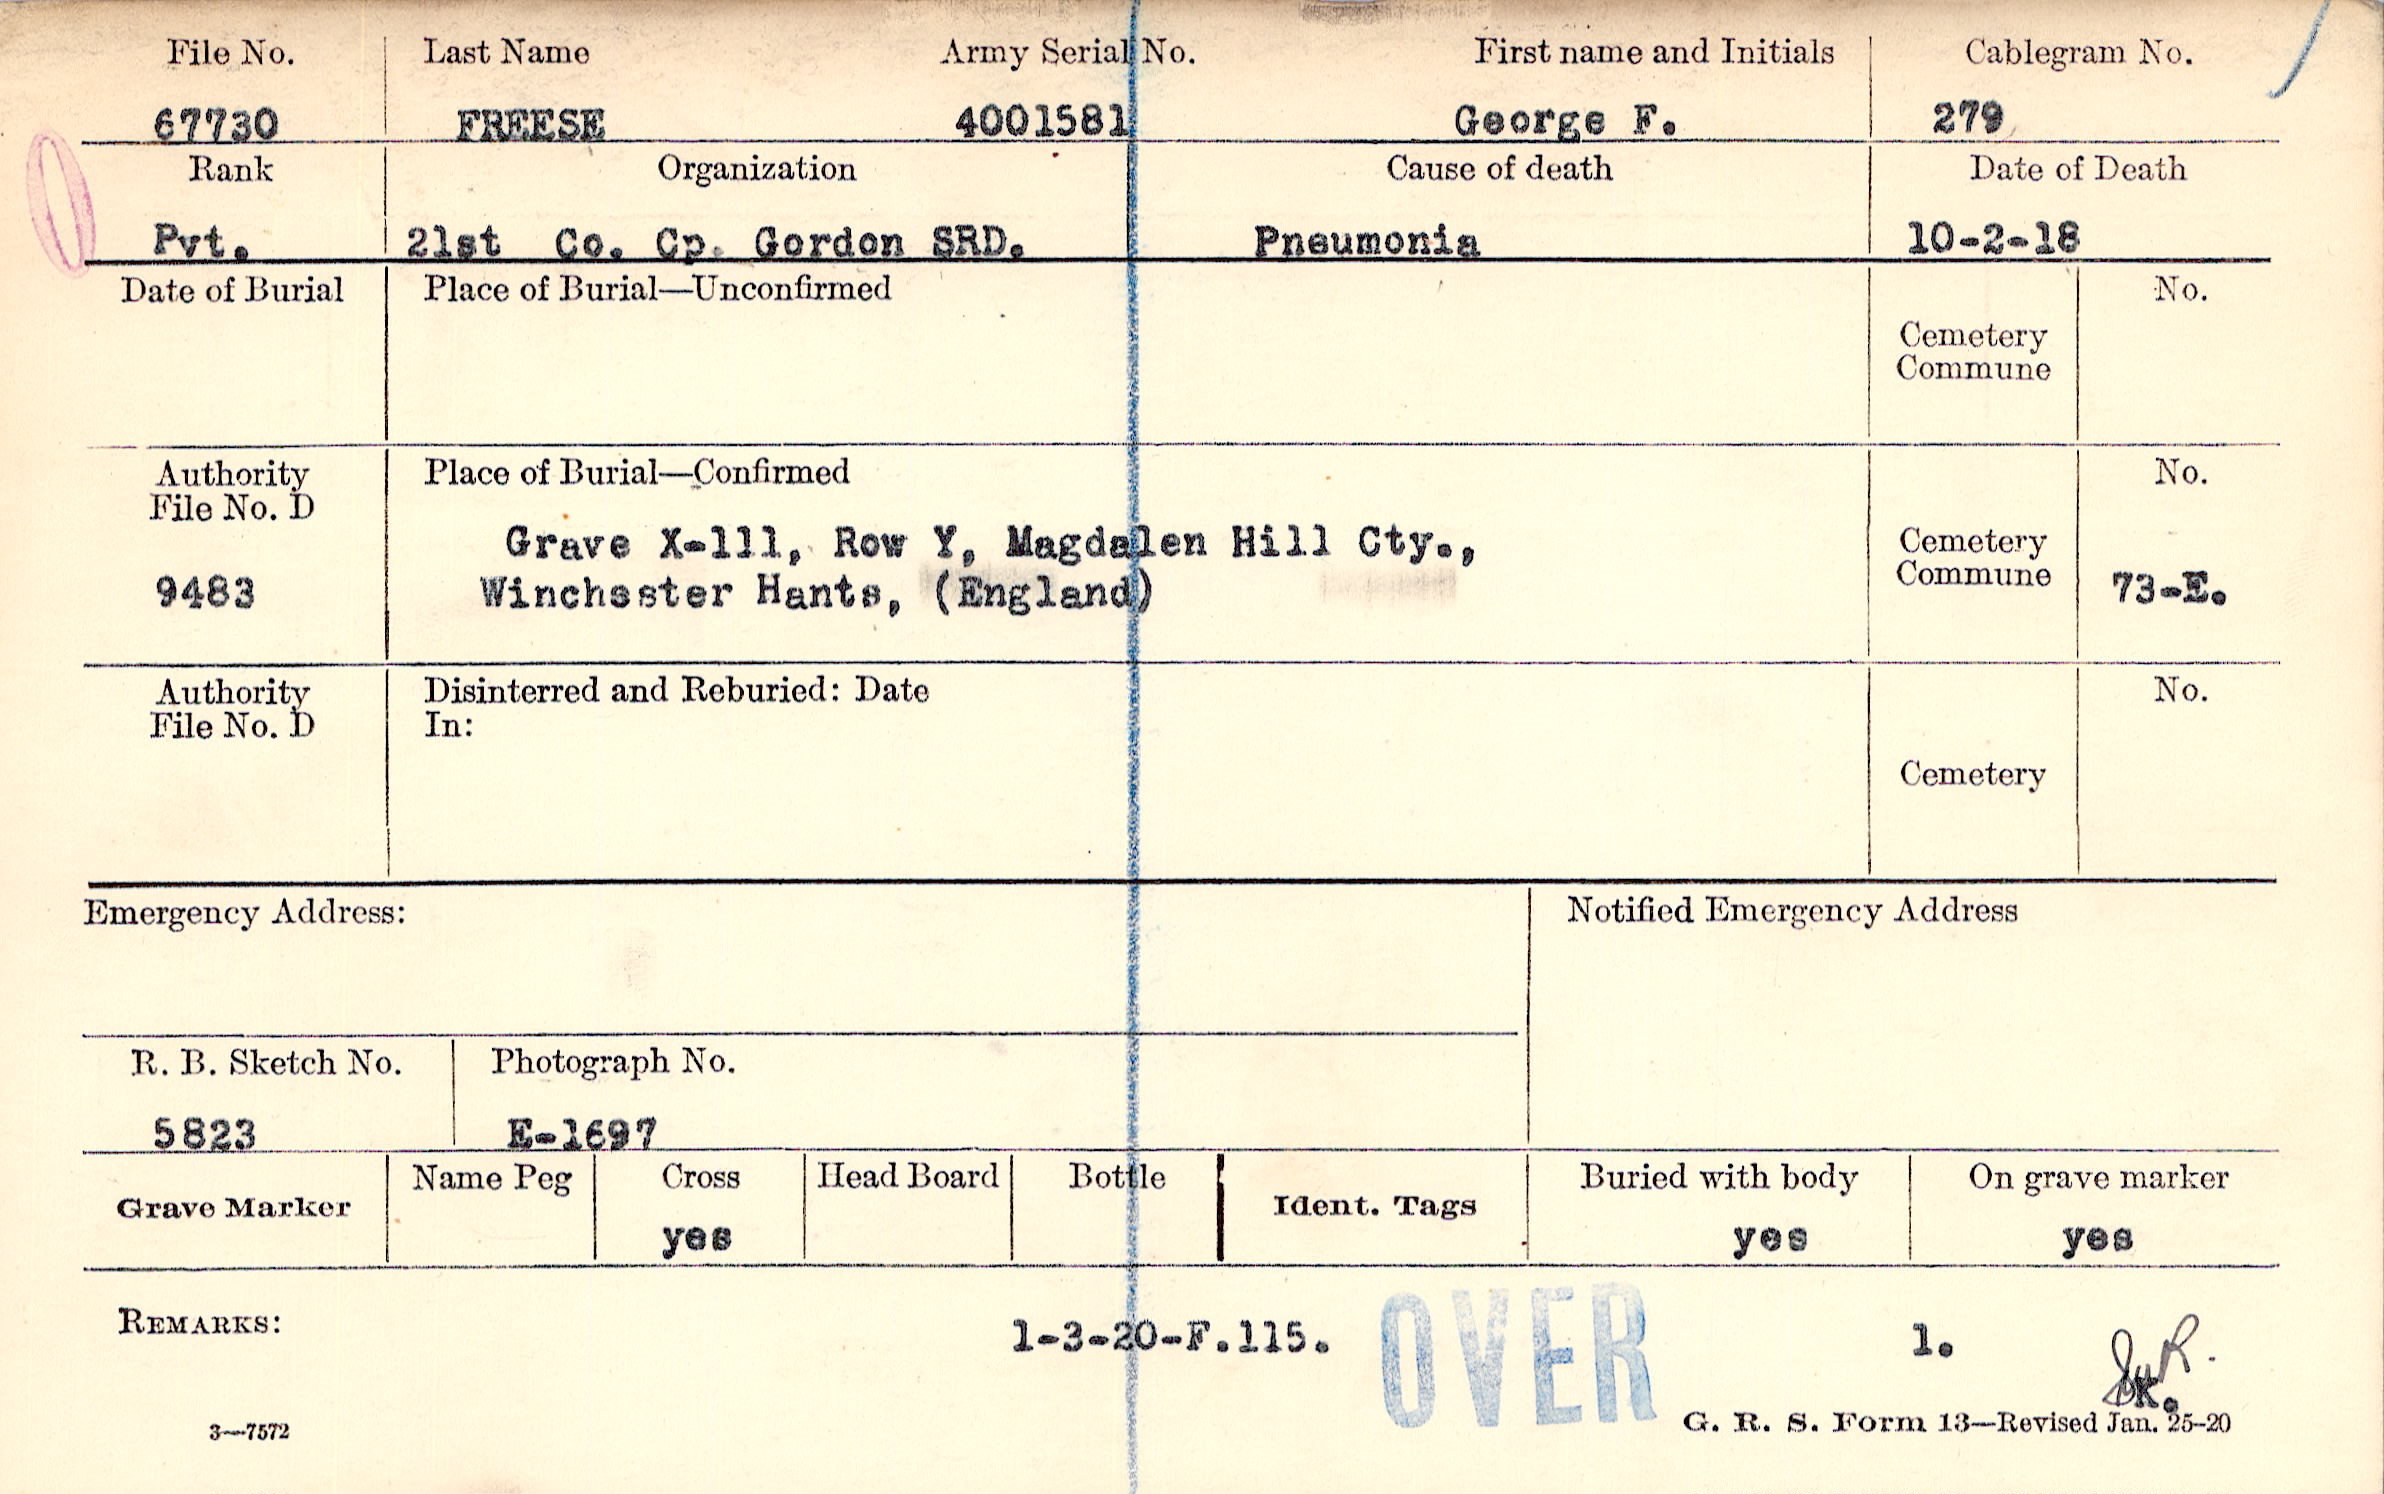 File No. Last Name Army Serial No. First name and Initials Cablegram No.
67730 FREESE 4001581 George F. 279
Rank Organization Cause of death Date of Death
Pvt. 21st Co. Cp. Gordon SRD. Pneumonia 10-2-18
Date of Burial Place of Burial—Unconfirmed No.
Cemetery
Commune
Authority Place of Burial—Confirmed No.
File No. D
Grave X-111, Row Y, Magdalen Hill Cty., Cemetery
9483 Winchester Hants, (England) Commune 73-E.
Authority Disinterred and Reburied: Date No.
File No. D In:
Cemetery
Emergency Address: Notified Emergency Address
R. B. Sketch No. Photograph No.
5823 E-1697
Grave Marker Name Peg Cross Head Board Bottle Ident. Tags Buried with body On grave marker
yes yes yes
REMARKS: 1-3-20-F.115. OVER 1.
K.
3—7572 G. R. S. Form 13—Revised Jan. 25-20